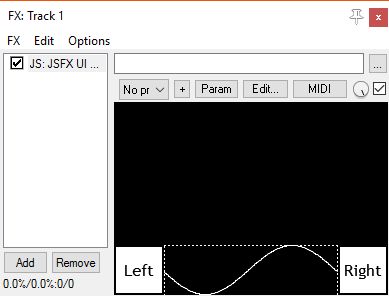 FX: Track 1
FX Edit Options
JS: JSFX UI ...
...
No pr + Param Edit... MIDI
Left Right
Add Remove
0.0%/0.0%:0/0